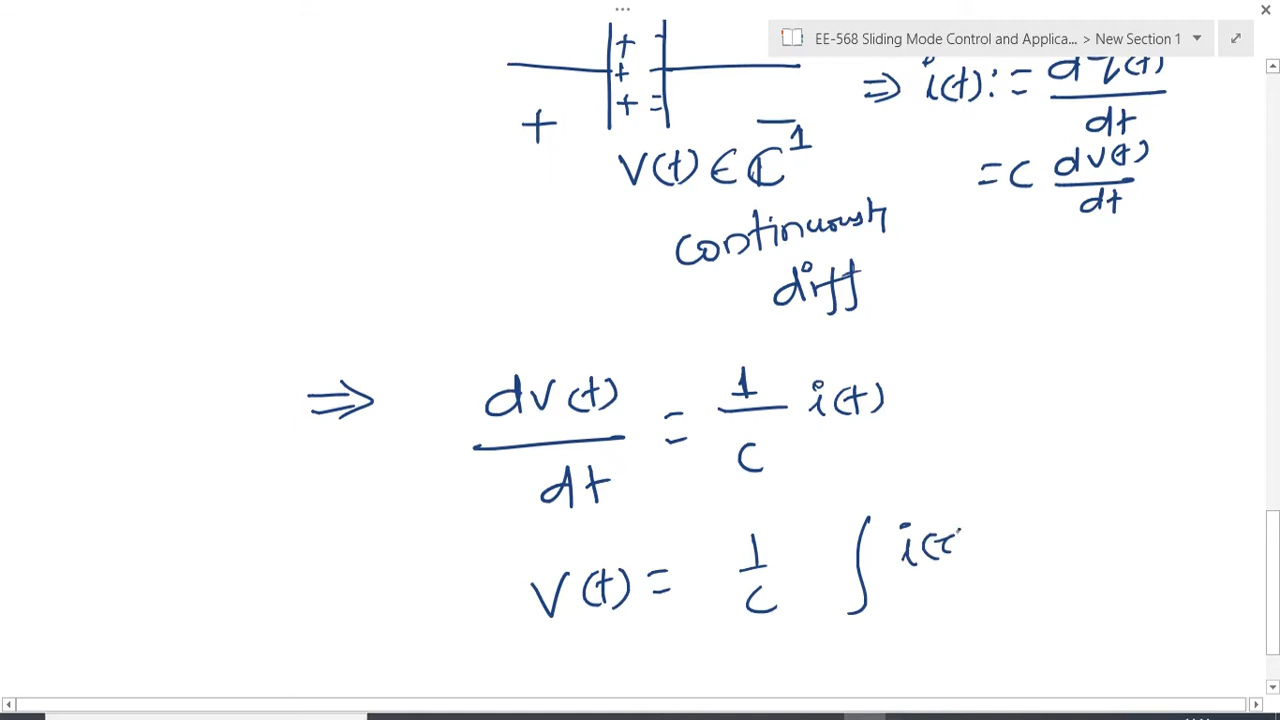 ...
EE-568 Sliding Mode Control and Applica... > New Section 1
+ -
+ -
+ =
+ —
⇒ i(t) := dq(t)/dt
V(t) ∈ ℂ¹
= C dV(t)/dt
continuously
diff
⇒ dV(t)/dt = 1/C i(t)
V(t) = 1/C ∫ i(τ